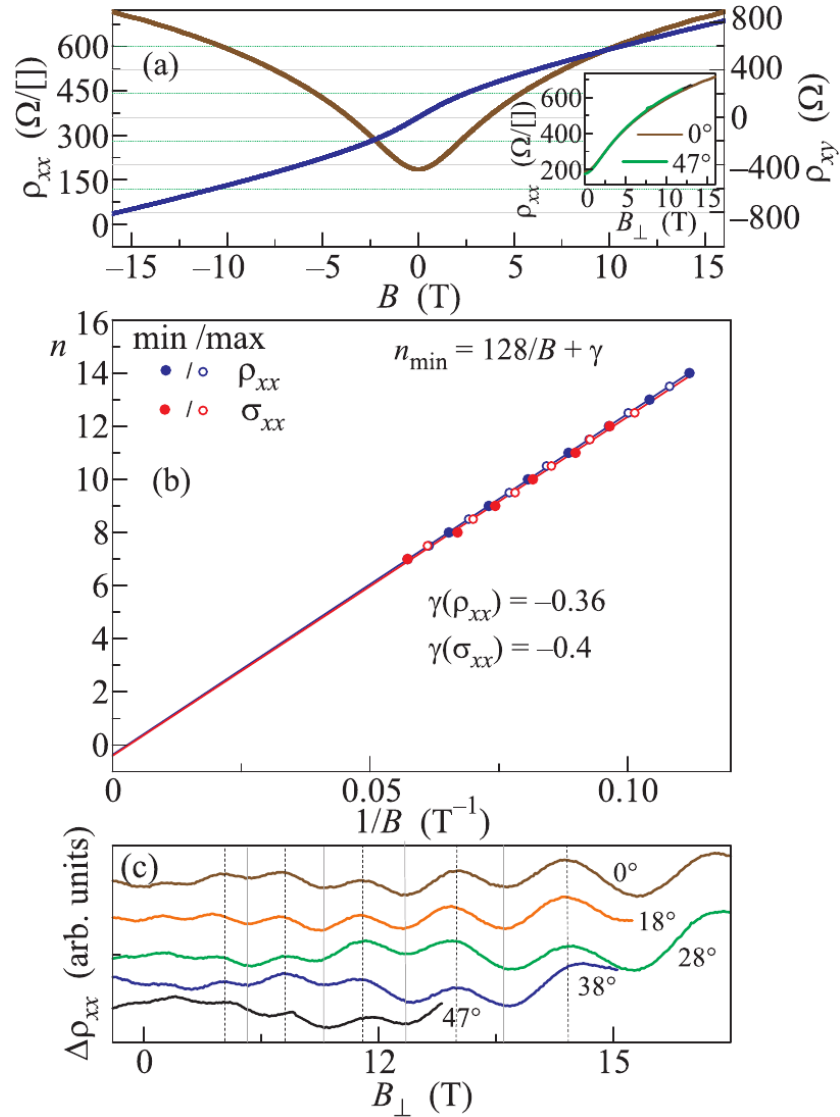 (a)
ρxx (Ω/[])
600
450
300
150
0
800
400
0
−400
−800
ρxy (Ω)
−15 −10 −5 0 5 10 15
B (T)
ρxx (Ω/[])
600
400
200
0°
47°
0 5 10 15
B⊥ (T)
(b)
n
16
14
12
10
8
6
4
2
0
min /max
/ ρxx
/ σxx
nmin = 128/B + γ
γ(ρxx) = –0.36
γ(σxx) = –0.4
0 0.05 0.10
1/B (T−1)
(c)
Δρxx (arb. units)
0°
18°
28°
38°
47°
0 12 15
B⊥ (T)